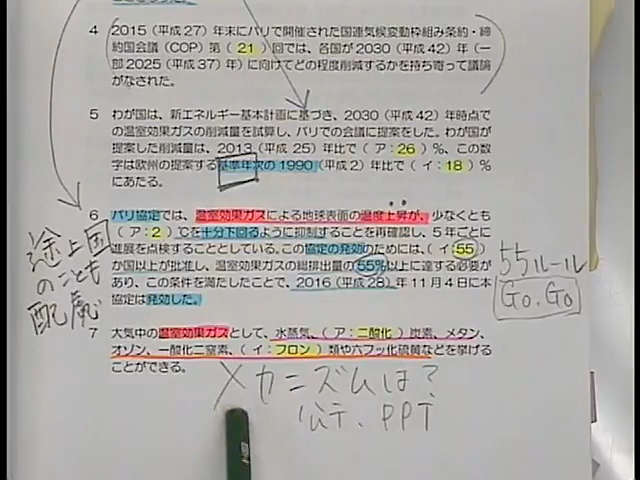 4 2015（平成27）年末にパリで開催された国連気候変動枠組み条約・締
約国会議（COP）第（ 21 ）回では、各国が2030（平成42）年（一
部2025（平成37）年）に向けてどの程度削減するかを持ち寄って議論
がなされた。
5 わが国は、新エネルギー基本計画に基づき、2030（平成42）年時点で
の温室効果ガスの削減量を試算し、パリでの会議に提案をした。わが国が
提案した削減量は、2013（平成25）年比で（ ア：26 ）％、この数
字は欧州の提案する基準年次の1990（平成2）年比で（ イ：18 ）％
にあたる。
6 パリ協定では、温室効果ガスによる地球表面の温度上昇が、少なくとも
（ ア：2 ）℃を十分下回るように抑制することを再確認し、5年ごとに
進展を点検することとしている。この協定の発効のためには、（イ：55）
か国以上が批准し、温室効果ガスの総排出量の55％以上に達する必要が
あり、この条件を満たしたことで、2016（平成28）年11月4日に本
協定は発効した。
途上国
のことも
配慮
55ルール
Go.Go
7 大気中の温室効果ガスとして、水蒸気、（ ア：二酸化 ）炭素、メタン、
オゾン、一酸化二窒素、（ イ：フロン ）類や六フッ化硫黄などを挙げる
ことができる。
メカニズムは？
公テ、PPT